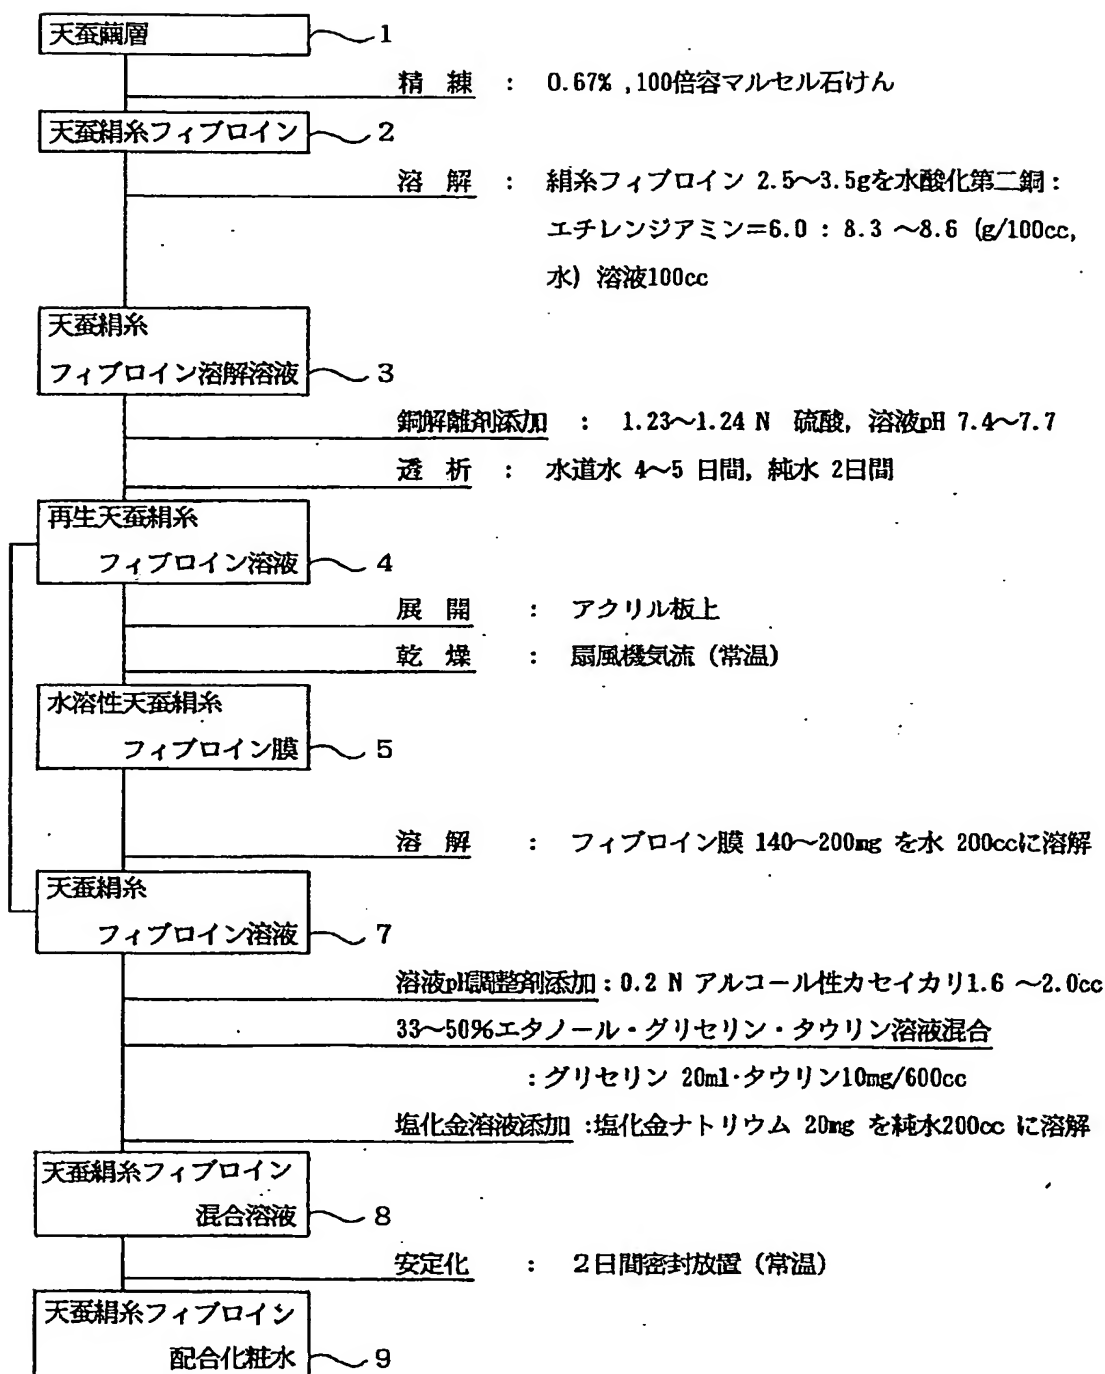 天蚕繭層 1
精 練 : 0.67% ,100倍容マルセル石けん
天蚕絹糸フィブロイン 2
溶 解 : 絹糸フィブロイン 2.5~3.5gを水酸化第二銅:
エチレンジアミン=6.0 : 8.3 ~8.6 (g/100cc,
水) 溶液100cc
天蚕絹糸
フィブロイン溶解溶液 3
銅解離剤添加 : 1.23~1.24 N 硫酸, 溶液pH 7.4~7.7
透 析 : 水道水 4~5 日間, 純水 2日間
再生天蚕絹糸
フィブロイン溶液 4
展 開 : アクリル板上
乾 燥 : 扇風機気流 (常温)
水溶性天蚕絹糸
フィブロイン膜 5
溶 解 : フィブロイン膜 140~200mg を水 200ccに溶解
天蚕絹糸
フィブロイン溶液 7
溶液pH調整剤添加 : 0.2 N アルコール性カセイカリ1.6 ~2.0cc
33~50%エタノール・グリセリン・タウリン溶液混合
: グリセリン 20ml・タウリン10mg/600cc
塩化金溶液添加 :塩化金ナトリウム 20mg を純水200cc に溶解
天蚕絹糸フィブロイン
混合溶液 8
安定化 : 2日間密封放置 (常温)
天蚕絹糸フィブロイン
配合化粧水 9